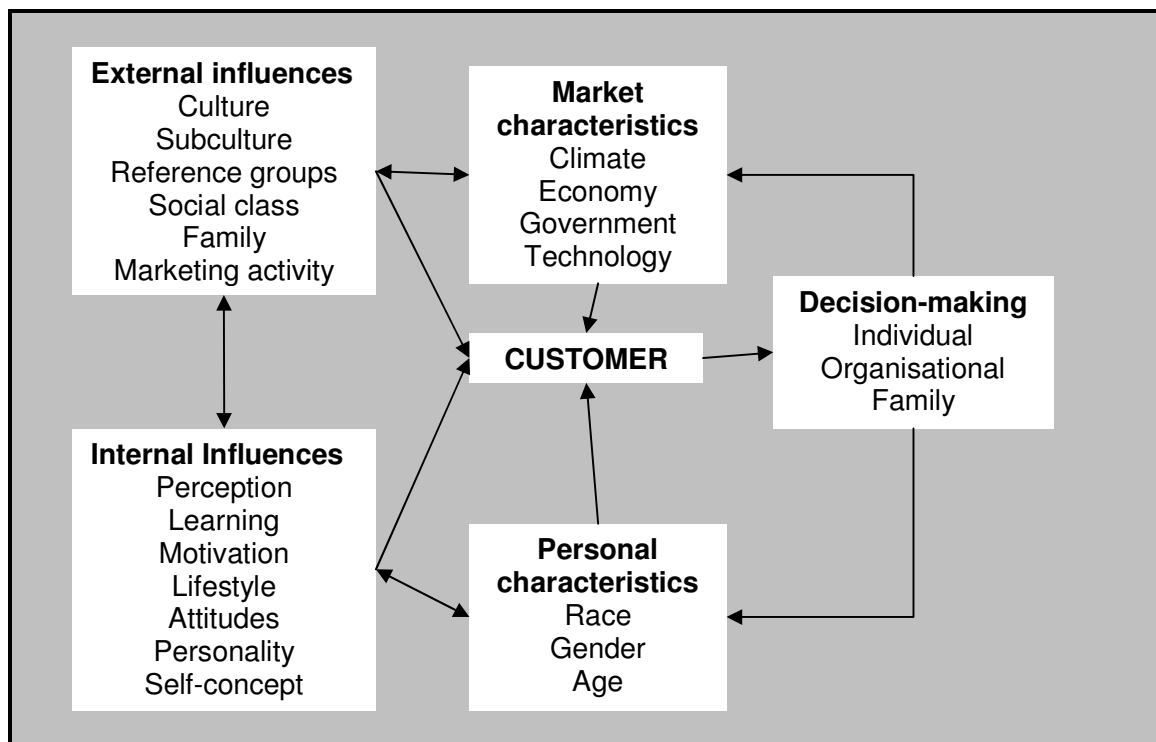 External influences
Culture
Subculture
Reference groups
Social class
Family
Marketing activity
Market
characteristics
Climate
Economy
Government
Technology
Decision-making
Individual
Organisational
Family
CUSTOMER
Internal Influences
Perception
Learning
Motivation
Lifestyle
Attitudes
Personality
Self-concept
Personal
characteristics
Race
Gender
Age